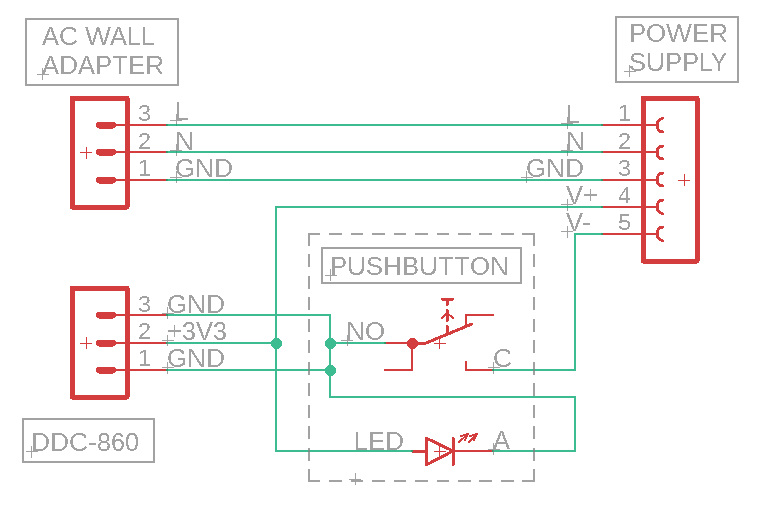 AC WALL
ADAPTER
POWER
SUPPLY
3 L L 1
2 N N 2
1 GND GND 3
V+ 4
V- 5
PUSHBUTTON
3 GND
2 +3V3 NO
1 GND C
DDC-860
LED A